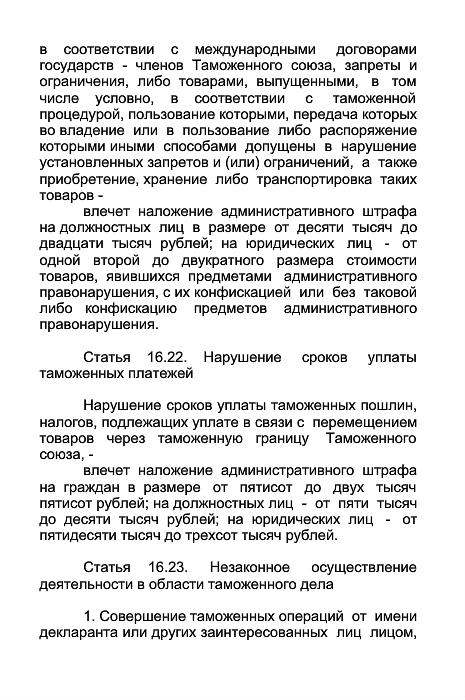 в соответствии с международными договорами
государств - членов Таможенного союза, запреты и
ограничения, либо товарами, выпущенными, в том
числе условно, в соответствии с таможенной
процедурой, пользование которыми, передача которых
во владение или в пользование либо распоряжение
которыми иными способами допущены в нарушение
установленных запретов и (или) ограничений, а также
приобретение, хранение либо транспортировка таких
товаров -
влечет наложение административного штрафа
на должностных лиц в размере от десяти тысяч до
двадцати тысяч рублей; на юридических лиц - от
одной второй до двукратного размера стоимости
товаров, явившихся предметами административного
правонарушения, с их конфискацией или без таковой
либо конфискацию предметов административного
правонарушения.
Статья 16.22. Нарушение сроков уплаты
таможенных платежей
Нарушение сроков уплаты таможенных пошлин,
налогов, подлежащих уплате в связи с перемещением
товаров через таможенную границу Таможенного
союза, -
влечет наложение административного штрафа
на граждан в размере от пятисот до двух тысяч
пятисот рублей; на должностных лиц - от пяти тысяч
до десяти тысяч рублей; на юридических лиц - от
пятидесяти тысяч до трехсот тысяч рублей.
Статья 16.23. Незаконное осуществление
деятельности в области таможенного дела
1. Совершение таможенных операций от имени
декларанта или других заинтересованных лиц лицом,